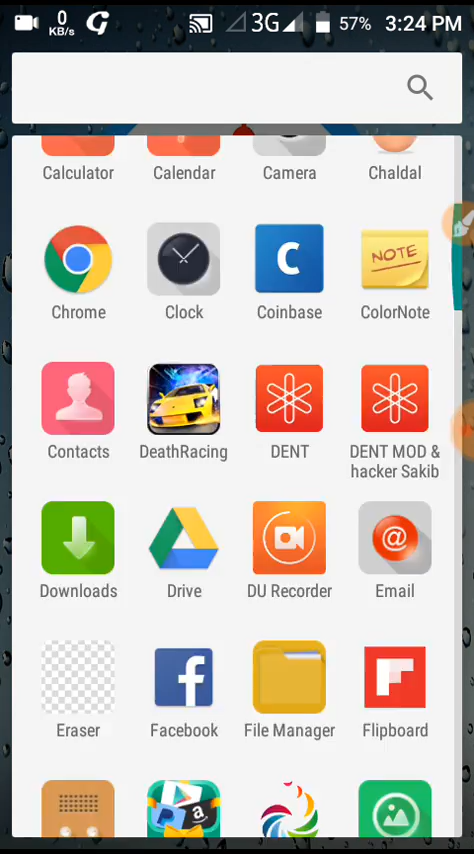 0 KB/s 3G 57% 3:24 PM
Calculator Calendar Camera Chaldal
Chrome Clock Coinbase ColorNote
NOTE
Contacts DeathRacing DENT DENT MOD &
hacker Sakib
Downloads Drive DU Recorder Email
Eraser Facebook File Manager Flipboard